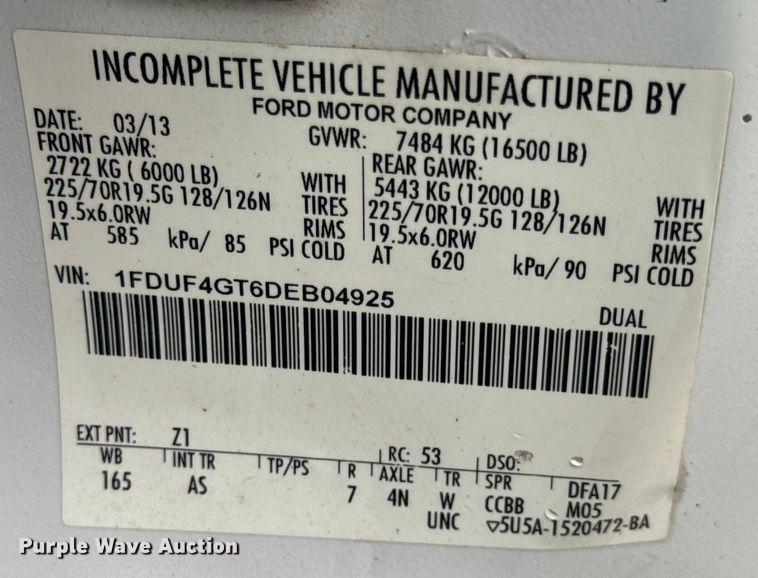 INCOMPLETE VEHICLE MANUFACTURED BY
FORD MOTOR COMPANY
DATE: 03/13 GVWR: 7484 KG (16500 LB)
FRONT GAWR: REAR GAWR:
2722 KG ( 6000 LB) WITH 5443 KG (12000 LB) WITH
225/70R19.5G 128/126N TIRES 225/70R19.5G 128/126N TIRES
19.5x6.0RW RIMS 19.5x6.0RW RIMS
AT 585 kPa/ 85 PSI COLD AT 620 kPa/ 90 PSI COLD
VIN: 1FDUF4GT6DEB04925
DUAL
EXT PNT: Z1 RC: 53 DSO:
WB INT TR TP/PS R AXLE TR SPR DFA17
165 AS 7 4N W CCBB M05
UNC ▽5U5A-1520472-BA
Purple Wave Auction